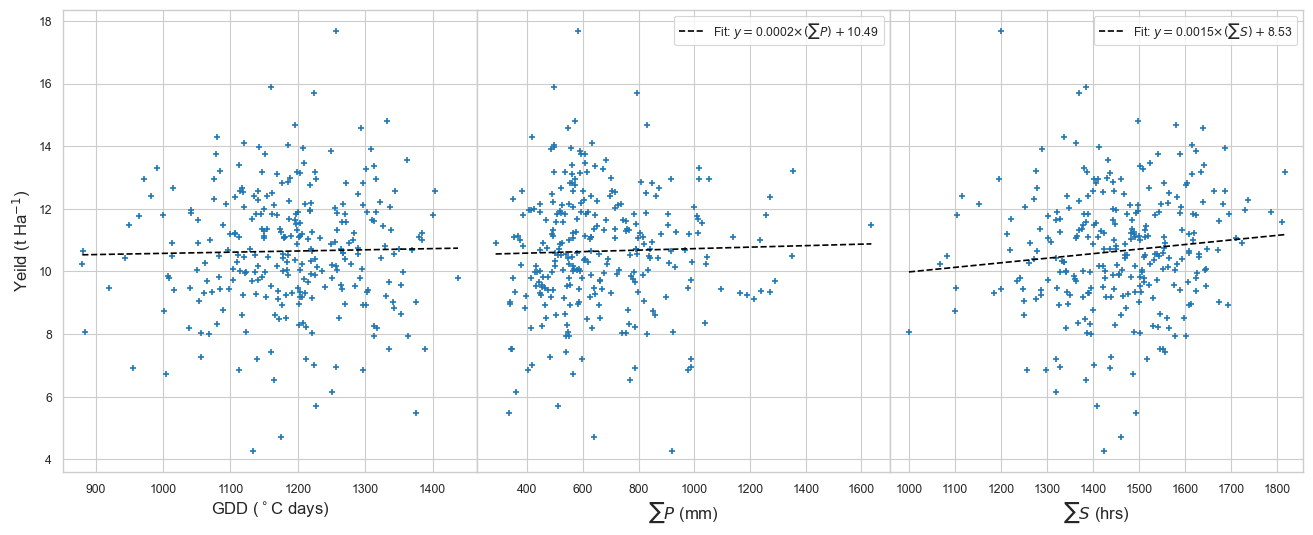 Fit: y = 0.0002×(∑P) + 10.49
Fit: y = 0.0015×(∑S) + 8.53
18
16
14
12
10
8
6
4
Yeild (t Ha⁻¹)
900 1000 1100 1200 1300 1400
400 600 800 1000 1200 1400 1600
1000 1100 1200 1300 1400 1500 1600 1700 1800
GDD (°C days)
∑P (mm)
∑S (hrs)